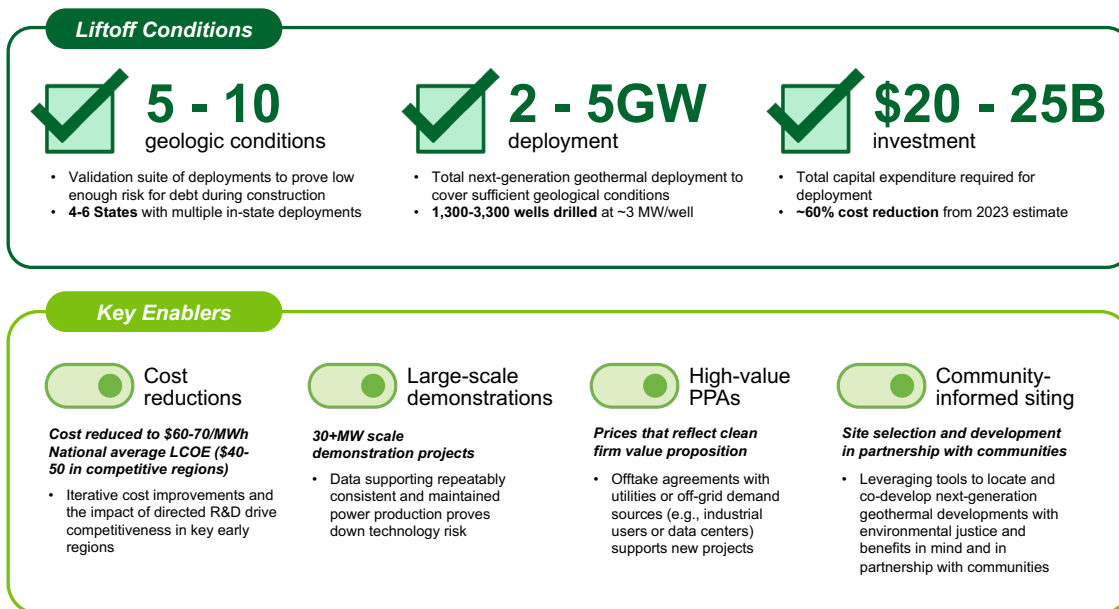 Liftoff Conditions
5 - 10
geologic conditions
• Validation suite of deployments to prove low
enough risk for debt during construction
• 4-6 States with multiple in-state deployments
2 - 5GW
deployment
• Total next-generation geothermal deployment to
cover sufficient geological conditions
• 1,300-3,300 wells drilled at ~3 MW/well
$20 - 25B
investment
• Total capital expenditure required for
deployment
• ~60% cost reduction from 2023 estimate
Key Enablers
Cost
reductions
Cost reduced to $60-70/MWh
National average LCOE ($40-
50 in competitive regions)
• Iterative cost improvements and
the impact of directed R&D drive
competitiveness in key early
regions
Large-scale
demonstrations
30+MW scale
demonstration projects
• Data supporting repeatably
consistent and maintained
power production proves
down technology risk
High-value
PPAs
Prices that reflect clean
firm value proposition
• Offtake agreements with
utilities or off-grid demand
sources (e.g., industrial
users or data centers)
supports new projects
Community-
informed siting
Site selection and development
in partnership with communities
• Leveraging tools to locate and
co-develop next-generation
geothermal developments with
environmental justice and
benefits in mind and in
partnership with communities